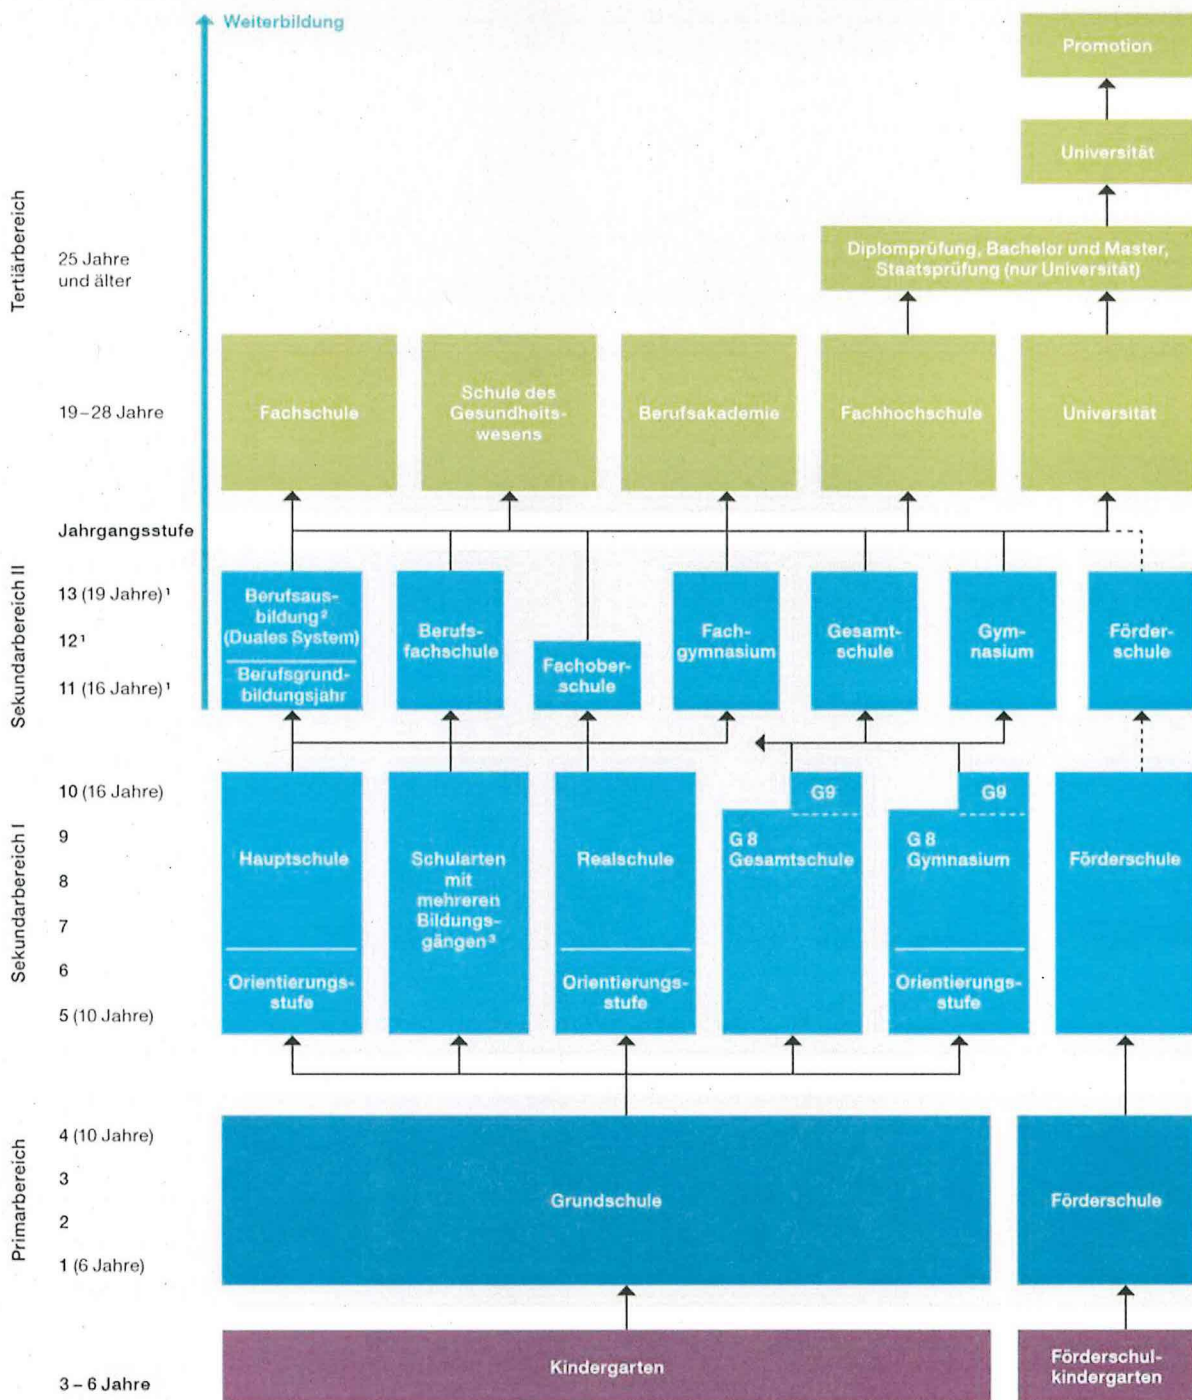 Weiterbildung
Promotion
Universität
Tertiärbereich
25 Jahre
und älter
Diplomprüfung, Bachelor und Master,
Staatsprüfung (nur Universität)
19–28 Jahre
Fachschule
Schule des
Gesundheits-
wesens
Berufsakademie
Fachhochschule
Universität
Jahrgangsstufe
Sekundarbereich II
13 (19 Jahre)¹
12¹
11 (16 Jahre)¹
Berufsaus-
bildung²
(Duales System)
Berufsgrund-
bildungsjahr
Berufs-
fachschule
Fachober-
schule
Fach-
gymnasium
Gesamt-
schule
Gym-
nasium
Förder-
schule
Sekundarbereich I
10 (16 Jahre)
9
8
7
6
5 (10 Jahre)
Hauptschule
Orientierungs-
stufe
Schularten
mit
mehreren
Bildungs-
gängen³
Realschule
Orientierungs-
stufe
G9
G 8
Gesamtschule
G9
G 8
Gymnasium
Orientierungs-
stufe
Förderschule
Primarbereich
4 (10 Jahre)
3
2
1 (6 Jahre)
Grundschule
Förderschule
3 – 6 Jahre
Kindergarten
Förderschul-
kindergarten